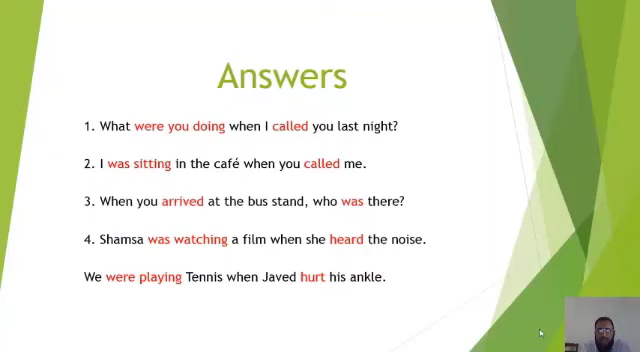 Answers
1. What were you doing when I called you last night?
2. I was sitting in the café when you called me.
3. When you arrived at the bus stand, who was there?
4. Shamsa was watching a film when she heard the noise.
We were playing Tennis when Javed hurt his ankle.